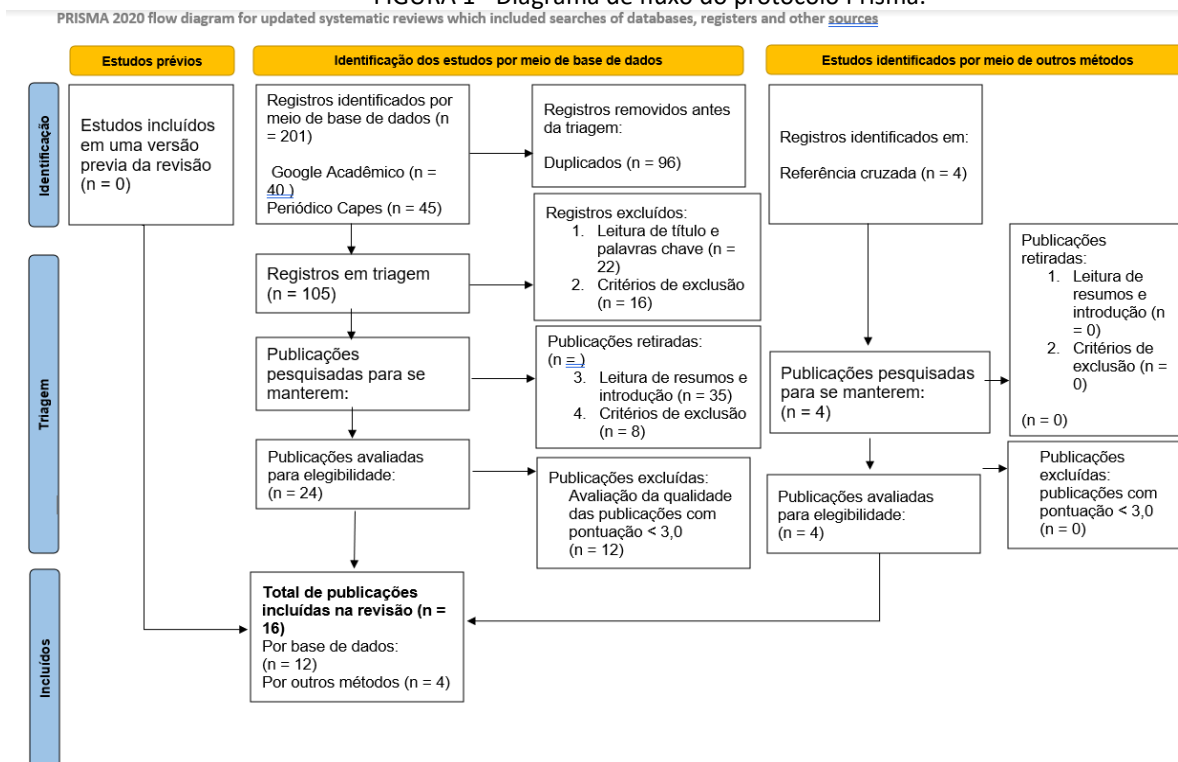 FIGURA 1 - Diagrama de fluxo do protocolo Prisma.
PRISMA 2020 flow diagram for updated systematic reviews which included searches of databases, registers and other sources
Estudos prévios
Identificação dos estudos por meio de base de dados
Estudos identificados por meio de outros métodos
Identificação
Estudos incluídos
em uma versão
previa da revisão
(n = 0)
Registros identificados por
meio de base de dados (n
= 201)
Google Acadêmico (n =
40 )
Periódico Capes (n = 45)
Registros removidos antes
da triagem:
Duplicados (n = 96)
Registros identificados em:
Referência cruzada (n = 4)
Triagem
Registros em triagem
(n = 105)
Registros excluídos:
1. Leitura de título e
palavras chave (n =
22)
2. Critérios de exclusão
(n = 16)
Publicações
pesquisadas para se
manterem:
Publicações retiradas:
(n = )
3. Leitura de resumos e
introdução (n = 35)
4. Critérios de exclusão
(n = 8)
Publicações pesquisadas
para se manterem:
(n = 4)
Publicações
retiradas:
1. Leitura de
resumos e
introdução (n
= 0)
2. Critérios de
exclusão (n =
0)
(n = 0)
Publicações avaliadas
para elegibilidade:
(n = 24)
Publicações excluídas:
Avaliação da qualidade
das publicações com
pontuação < 3,0
(n = 12)
Publicações avaliadas
para elegibilidade:
(n = 4)
Publicações
excluídas:
publicações com
pontuação < 3,0
(n = 0)
Incluídos
Total de publicações
incluídas na revisão (n =
16)
Por base de dados:
(n = 12)
Por outros métodos (n = 4)